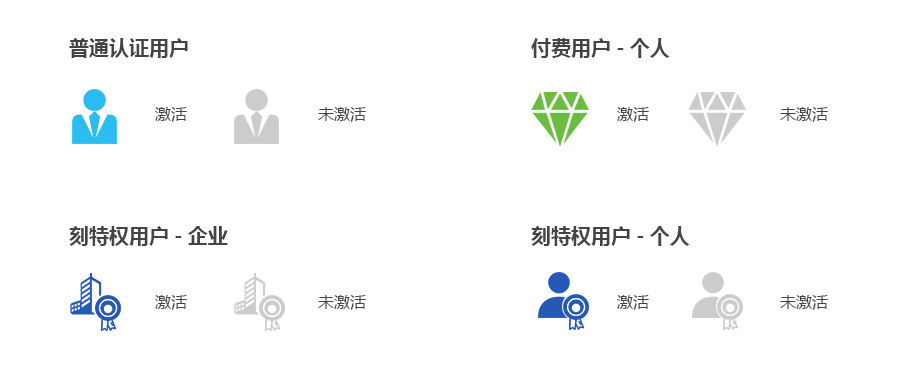 普通认证用户
激活
未激活
付费用户 - 个人
激活
未激活
刻特权用户 - 企业
激活
未激活
刻特权用户 - 个人
激活
未激活